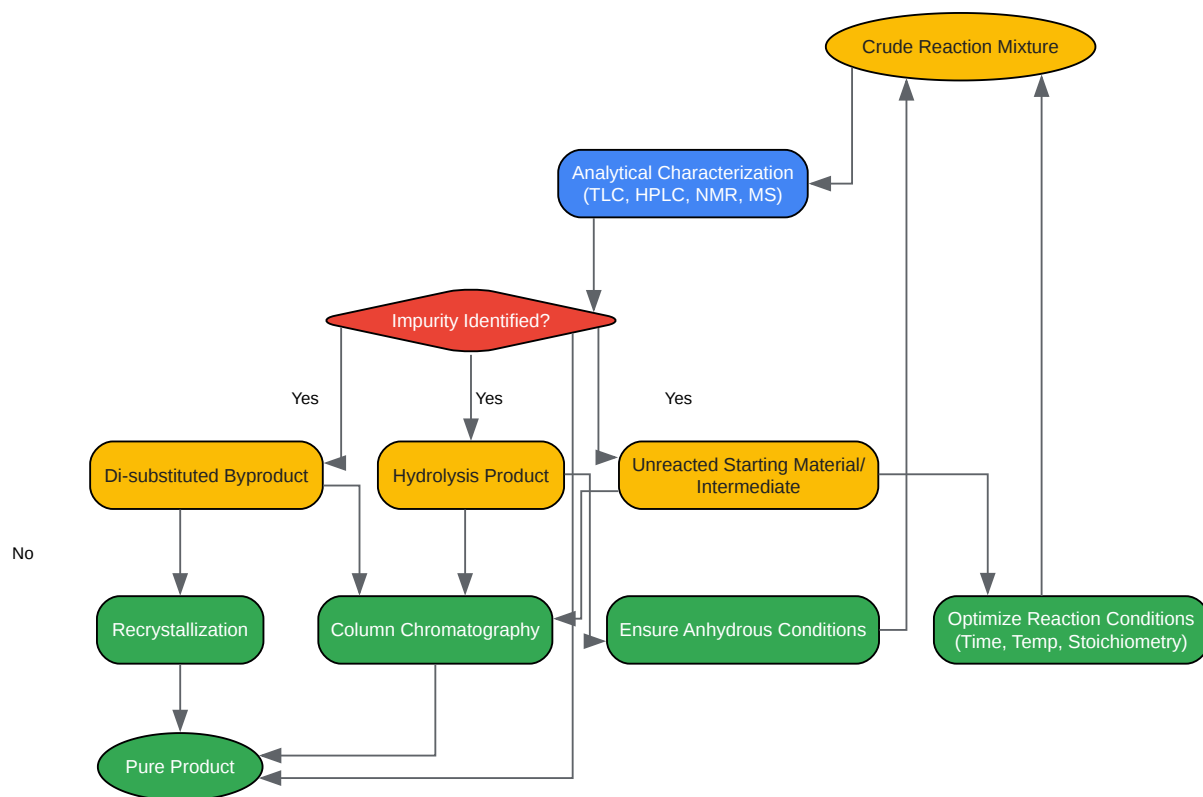 Crude Reaction Mixture
Analytical Characterization
(TLC, HPLC, NMR, MS)
Impurity Identified?
Yes
Yes
Yes
Di-substituted Byproduct
Hydrolysis Product
Unreacted Starting Material/
Intermediate
No
Recrystallization
Column Chromatography
Ensure Anhydrous Conditions
Optimize Reaction Conditions
(Time, Temp, Stoichiometry)
Pure Product